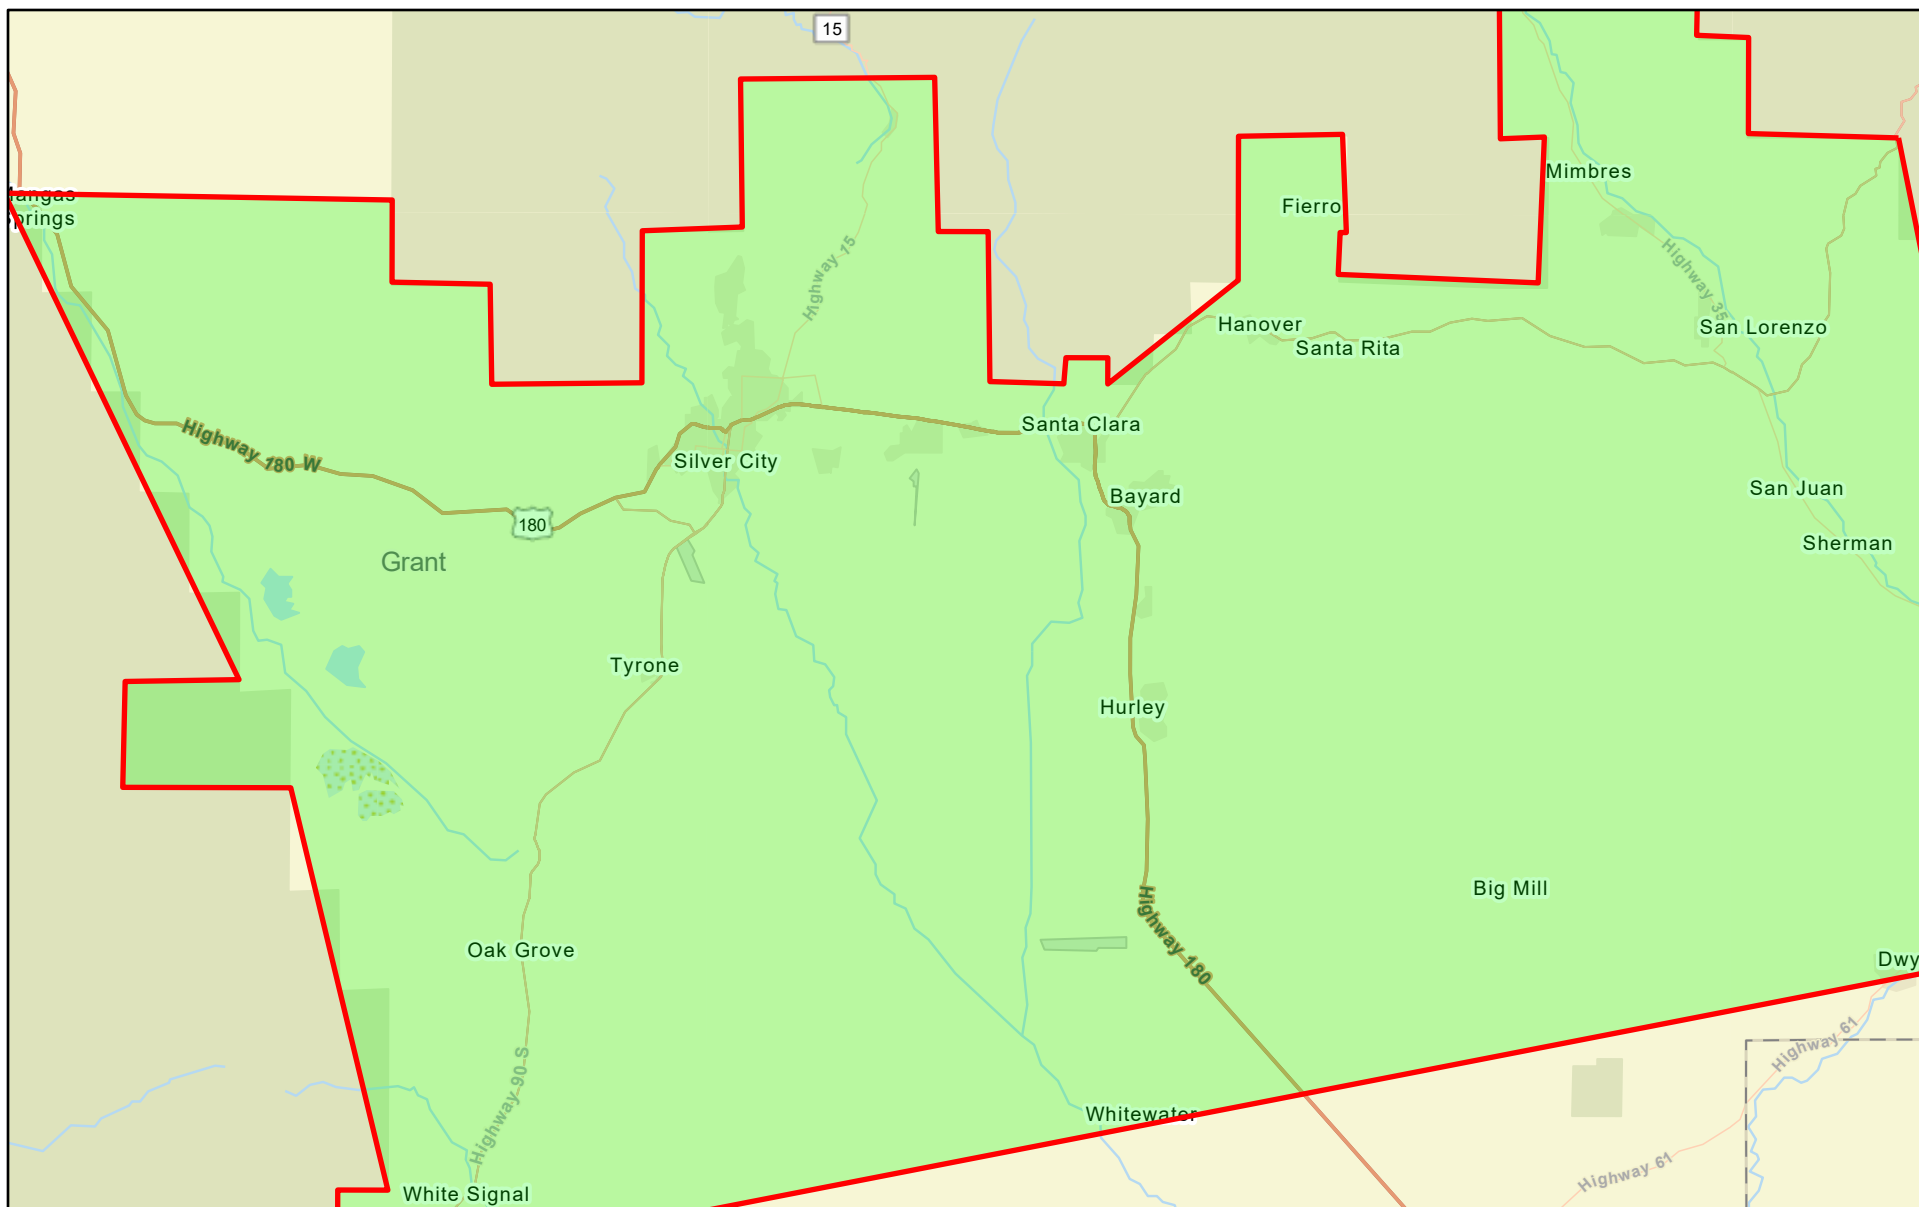 15
Mimbres
Mangas
Springs
Fierro
Highway 15
Highway 35
Hanover
San Lorenzo
Santa Rita
Santa Clara
Highway 180 W
Silver City
San Juan
Bayard
180
Sherman
Grant
Tyrone
Hurley
Big Mill
Highway 180
Oak Grove
Dwy
Highway 61
Highway 90 S
Whitewater
Highway 61
White Signal